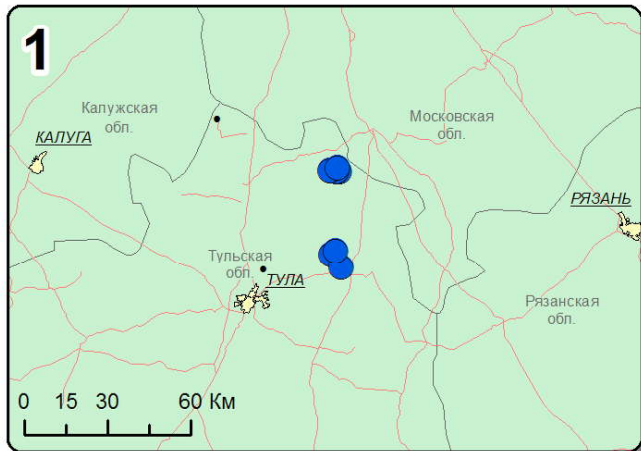 1
Калужская
обл.
КАЛУГА
Московская
обл.
РЯЗАНЬ
Тульская
обл.
ТУЛА
Рязанская
обл.
0 15 30 60 Км